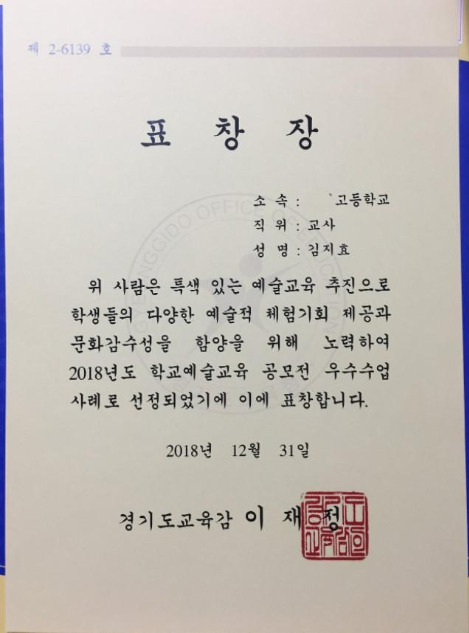 제 2-6139 호
표 창 장
소 속 : 고등학교
직 위 : 교사
성 명 : 김지효
위 사람은 특색 있는 예술교육 추진으로
학생들의 다양한 예술적 체험기회 제공과
문화감수성을 함양을 위해 노력하여
2018년도 학교예술교육 공모전 우수수업
사례로 선정되었기에 이에 표창합니다.
2018년 12월 31일
경기도교육감 이 재 정